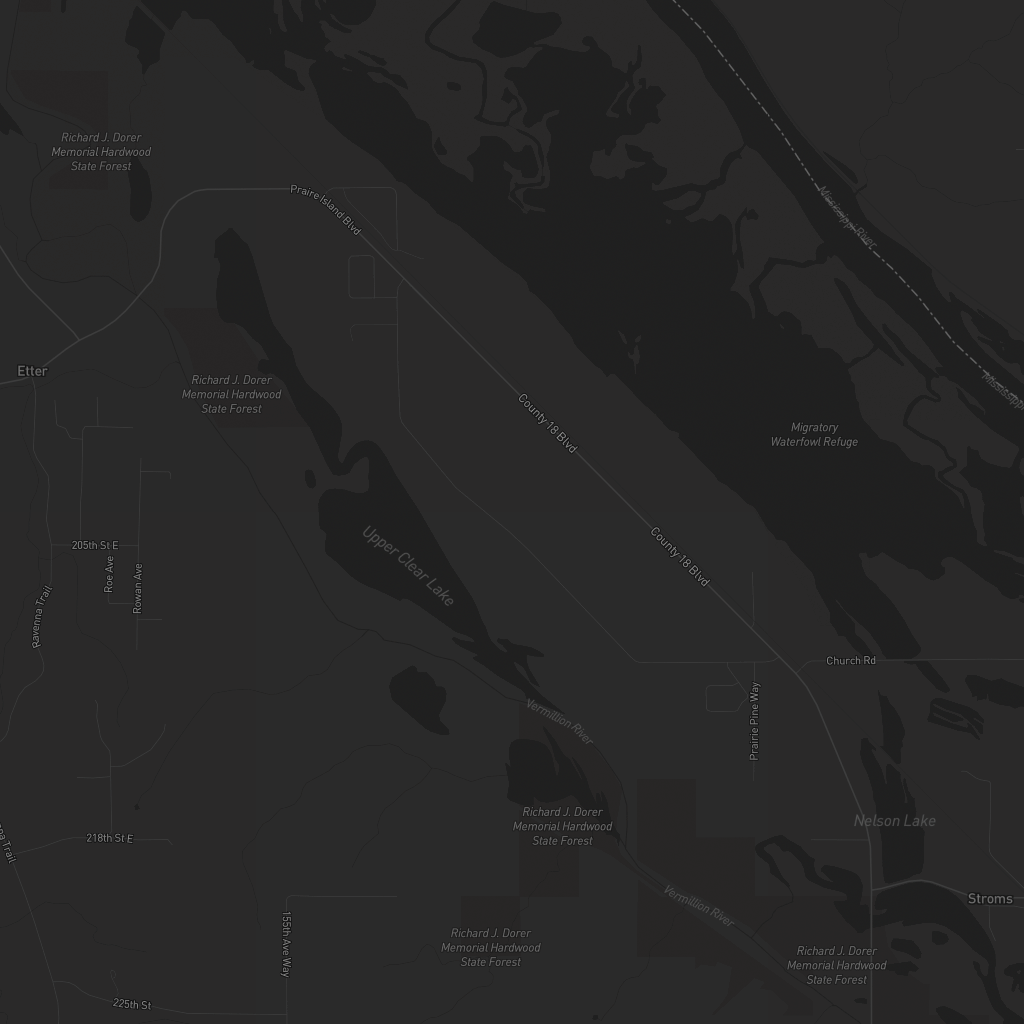 Richard J. Dorer
Memorial Hardwood
State Forest
Praire Island Blvd
Mississippi River
Etter
Richard J. Dorer
Memorial Hardwood
State Forest
Mississipp
County 18 Blvd
Migratory
Waterfowl Refuge
Upper Clear Lake
County 18 Blvd
205th St E
Roe Ave
Rowan Ave
Ravenna Trail
Church Rd
Prairie Pine Way
Vermillion River
Richard J. Dorer
Memorial Hardwood
State Forest
Nelson Lake
218th St E
na Trail
Stroms
Vermillion River
155th Ave Way
Richard J. Dorer
Memorial Hardwood
State Forest
Richard J. Dorer
Memorial Hardwood
State Forest
225th St